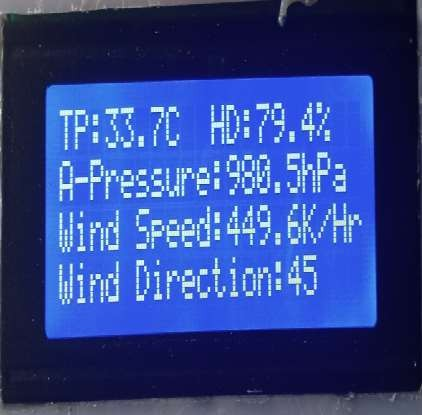 TP:33.7C HD:79.4%
A-Pressure:980.5hPa
Wind Speed:449.6K/Hr
Wind Direction:45